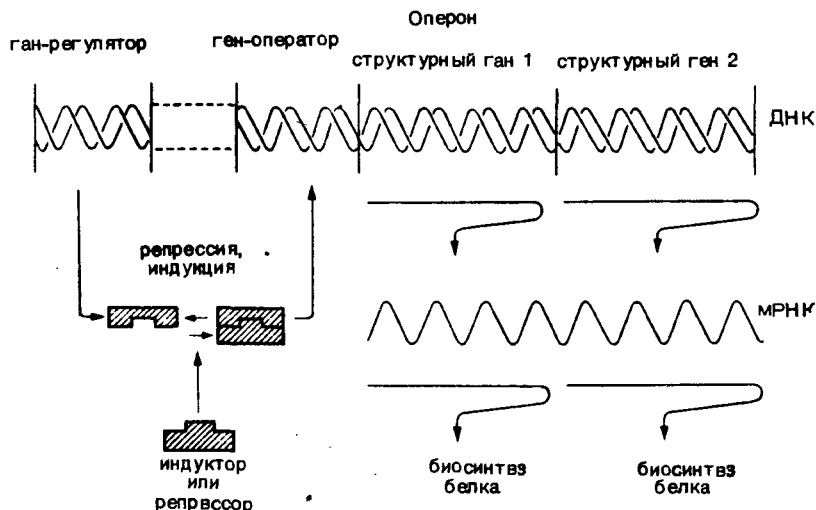 Оперон
ган-регулятор
ген-оператор
структурный ган 1
структурный ген 2
ДНК
репрессия,
индукция
мРНК
индуктор
или
репрвссор
биосинтвз
белка
биосинтвз
белка